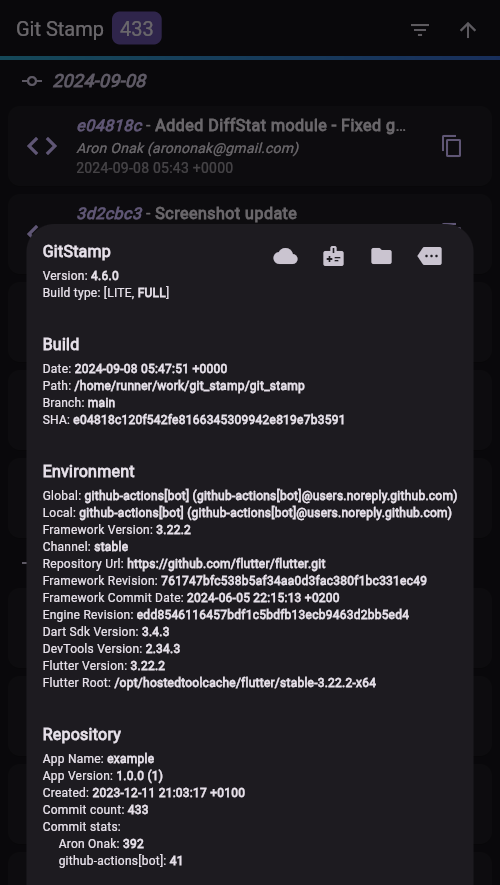 Git Stamp 433
2024-09-08
e04818c - Added DiffStat module - Fixed g...
Aron Onak (arononak@gmail.com)
2024-09-08 05:43 +0000
3d2cbc3 - Screenshot update
GitStamp
Version: 4.6.0
Build type: [LITE, FULL]
Build
Date: 2024-09-08 05:47:51 +0000
Path: /home/runner/work/git_stamp/git_stamp
Branch: main
SHA: e04818c120f542fe8166345309942e819e7b3591
Environment
Global: github-actions[bot] (github-actions[bot]@users.noreply.github.com)
Local: github-actions[bot] (github-actions[bot]@users.noreply.github.com)
Framework Version: 3.22.2
Channel: stable
Repository Url: https://github.com/flutter/flutter.git
Framework Revision: 761747bfc538b5af34aa0d3fac380f1bc331ec49
Framework Commit Date: 2024-06-05 22:15:13 +0200
Engine Revision: edd8546116457bdf1c5bdfb13ecb9463d2bb5ed4
Dart Sdk Version: 3.4.3
DevTools Version: 2.34.3
Flutter Version: 3.22.2
Flutter Root: /opt/hostedtoolcache/flutter/stable-3.22.2-x64
Repository
App Name: example
App Version: 1.0.0 (1)
Created: 2023-12-11 21:03:17 +0100
Commit count: 433
Commit stats:
Aron Onak: 392
github-actions[bot]: 41